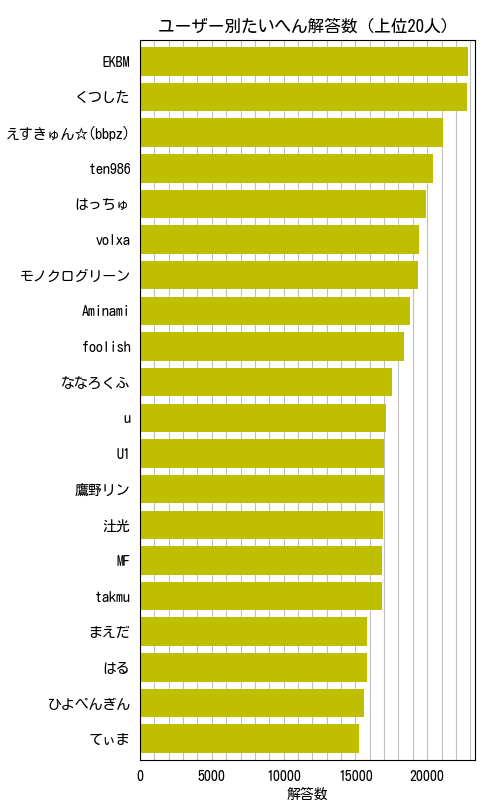 ユーザー別たいへん解答数 (上位20人)
EKBM
くつした
えすきゅん☆(bbpz)
ten986
はっちゅ
volxa
モノクログリーン
Aminami
foolish
ななろくふ
u
U1
鷹野リン
汢光
MF
takmu
まえだ
はる
ひよぺんぎん
てぃま
0 5000 10000 15000 20000
解答数